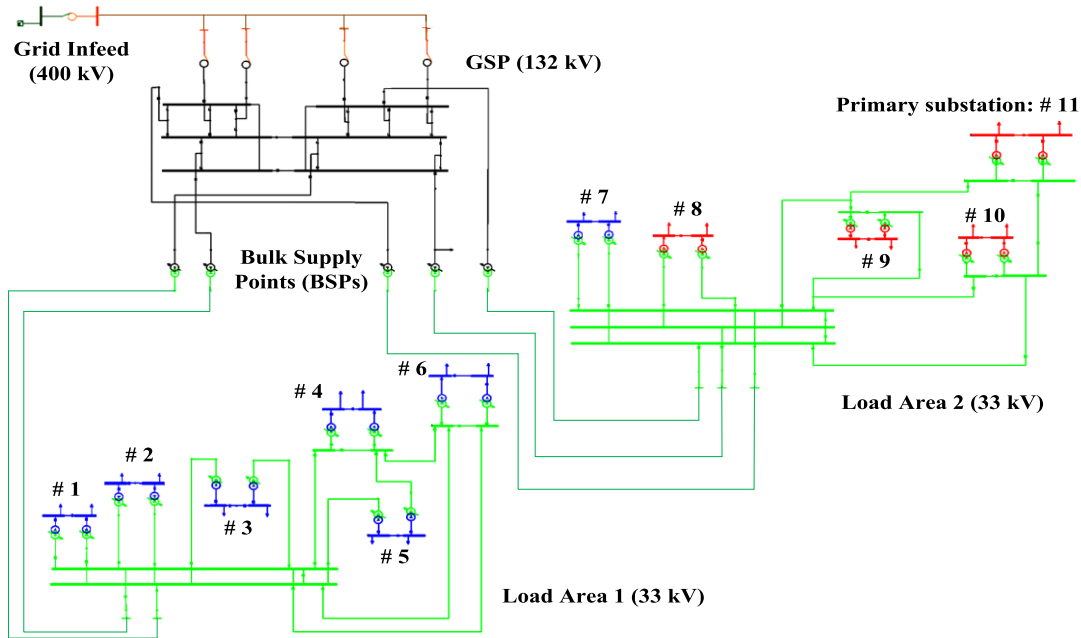 Grid Infeed
(400 kV)
GSP (132 kV)
Primary substation: # 11
# 7
# 8
# 10
# 9
Bulk Supply
Points (BSPs)
# 6
# 4
Load Area 2 (33 kV)
# 2
# 1
# 3
# 5
Load Area 1 (33 kV)